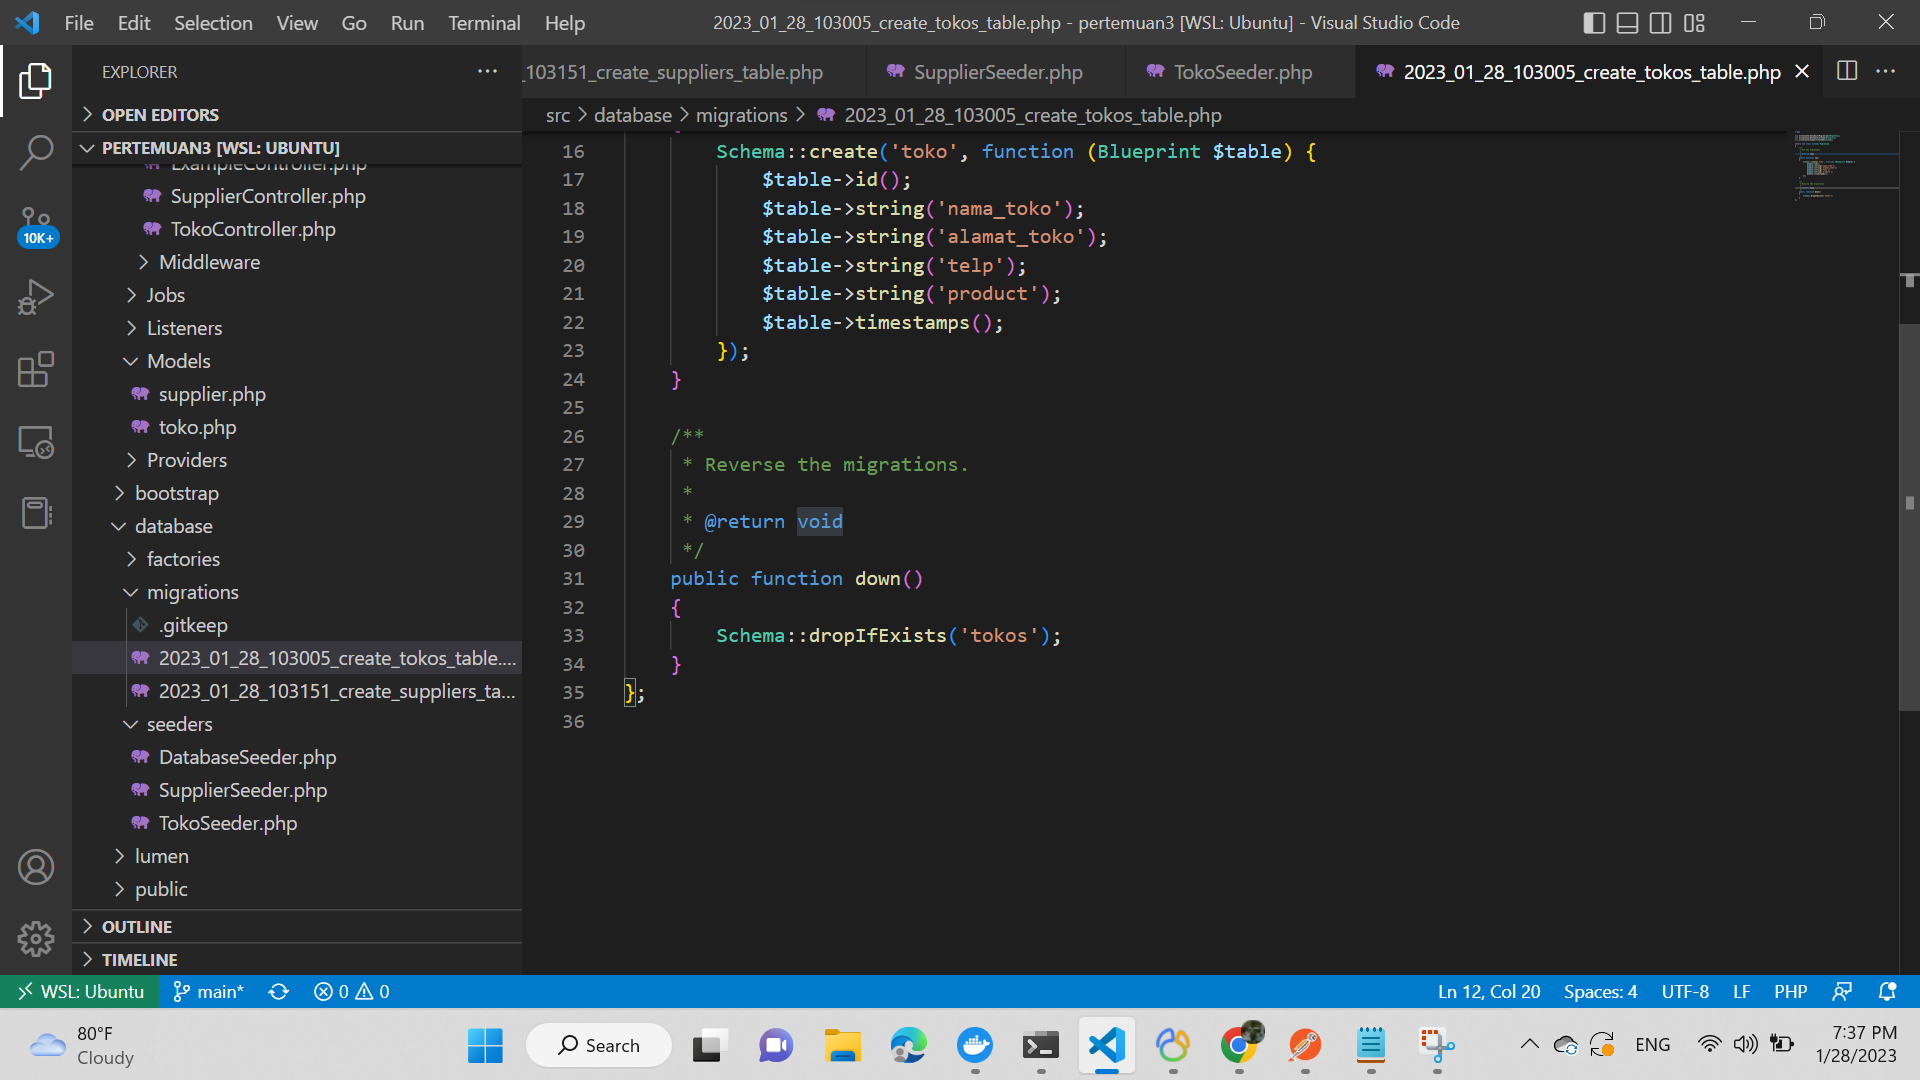 File Edit Selection View Go Run Terminal Help
2023_01_28_103005_create_tokos_table.php - pertemuan3 [WSL: Ubuntu] - Visual Studio Code
EXPLORER
_103151_create_suppliers_table.php
SupplierSeeder.php
TokoSeeder.php
2023_01_28_103005_create_tokos_table.php
OPEN EDITORS
src > database > migrations > 2023_01_28_103005_create_tokos_table.php
PERTEMUAN3 [WSL: UBUNTU]
ExampleController.php
SupplierController.php
TokoController.php
Middleware
Jobs
Listeners
Models
supplier.php
toko.php
Providers
bootstrap
database
factories
migrations
.gitkeep
2023_01_28_103005_create_tokos_table....
2023_01_28_103151_create_suppliers_ta...
seeders
DatabaseSeeder.php
SupplierSeeder.php
TokoSeeder.php
lumen
public
OUTLINE
TIMELINE
10K+
16 Schema::create('toko', function (Blueprint $table) {
17 $table->id();
18 $table->string('nama_toko');
19 $table->string('alamat_toko');
20 $table->string('telp');
21 $table->string('product');
22 $table->timestamps();
23 });
24 }
25
26 /**
27 * Reverse the migrations.
28 *
29 * @return void
30 */
31 public function down()
32 {
33 Schema::dropIfExists('tokos');
34 }
35 };
36
WSL: Ubuntu main* 0 0
Ln 12, Col 20 Spaces: 4 UTF-8 LF PHP
80°F
Cloudy
Search
ENG
7:37 PM
1/28/2023